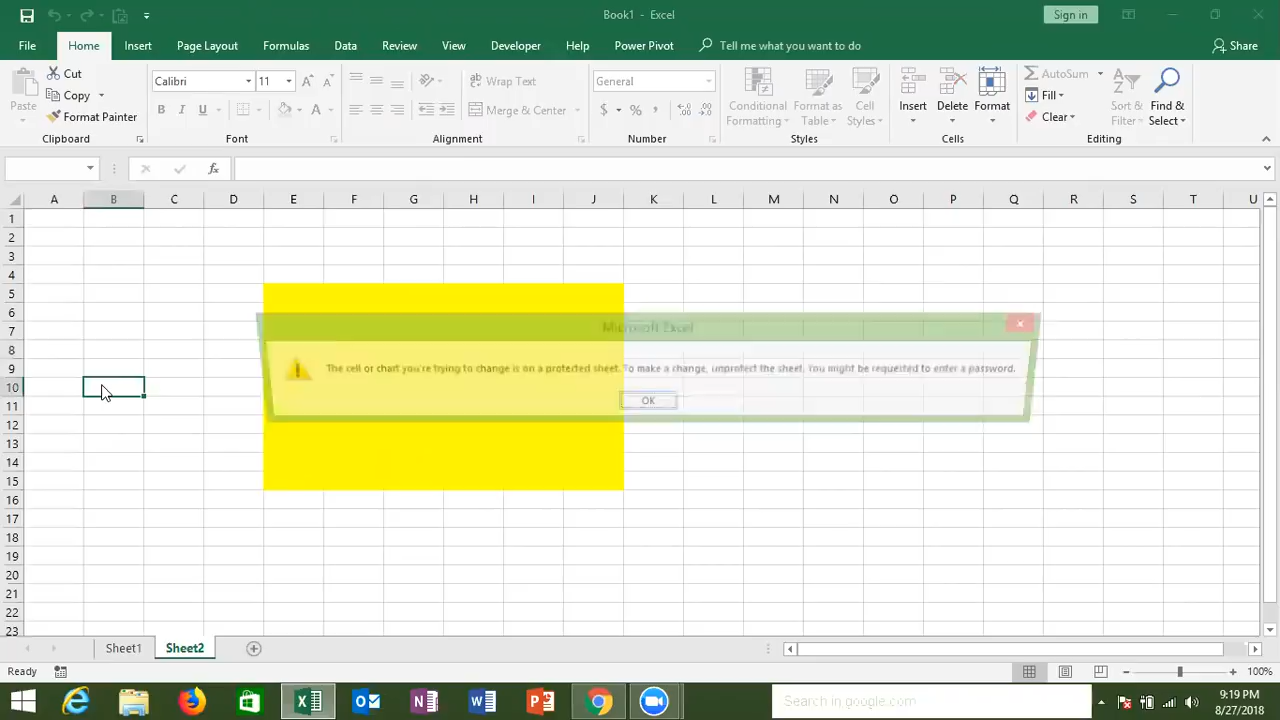 Book1 - Excel
Sign in
File Home Insert Page Layout Formulas Data Review View Developer Help Power Pivot Tell me what you want to do Share
Paste
Cut
Copy
Format Painter
Clipboard
Calibri 11
B I U
Font
Wrap Text
Merge & Center
Alignment
General
$ % ,
Number
Conditional Formatting
Format as Table
Cell Styles
Styles
Insert
Delete
Format
Cells
AutoSum
Fill
Clear
Sort & Filter
Find & Select
Editing
fx
A B C D E F G H I J K L M N O P Q R S T U
1
2
3
4
5
6
7
8
9
10
11
12
13
14
15
16
17
18
19
20
21
22
23
Microsoft Excel
The cell or chart you're trying to change is on a protected sheet. To make a change, unprotect the sheet. You might be requested to enter a password.
OK
Sheet1 Sheet2
Ready
100%
Search in google.com
9:19 PM
8/27/2018